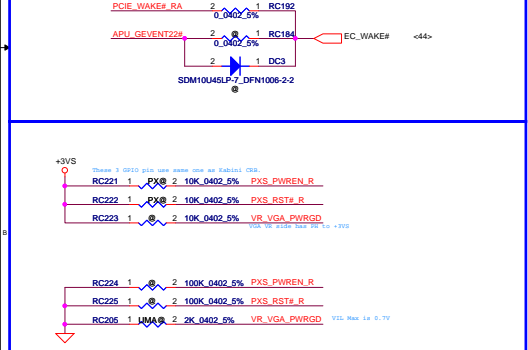 PCIE_WAKE#_RA 2 1 RC192
0_0402_5%
APU_GEVENT22# 2 @ 1 RC184 EC_WAKE# <44>
0_0402_5%
2 1 DC3
SDM10U45LP-7_DFN1006-2-2
@
+3VS
These 3 GPIO pin use same one as Kabini CRB.
RC221 1 PX@ 2 10K_0402_5% PXS_PWREN_R
RC222 1 PX@ 2 10K_0402_5% PXS_RST#_R
RC223 1 @ 2 10K_0402_5% VR_VGA_PWRGD
VGA VR side has PH to +3VS
B
RC224 1 @ 2 100K_0402_5% PXS_PWREN_R
RC225 1 @ 2 100K_0402_5% PXS_RST#_R
RC205 1 UMA@ 2 2K_0402_5% VR_VGA_PWRGD VIL Max is 0.7V